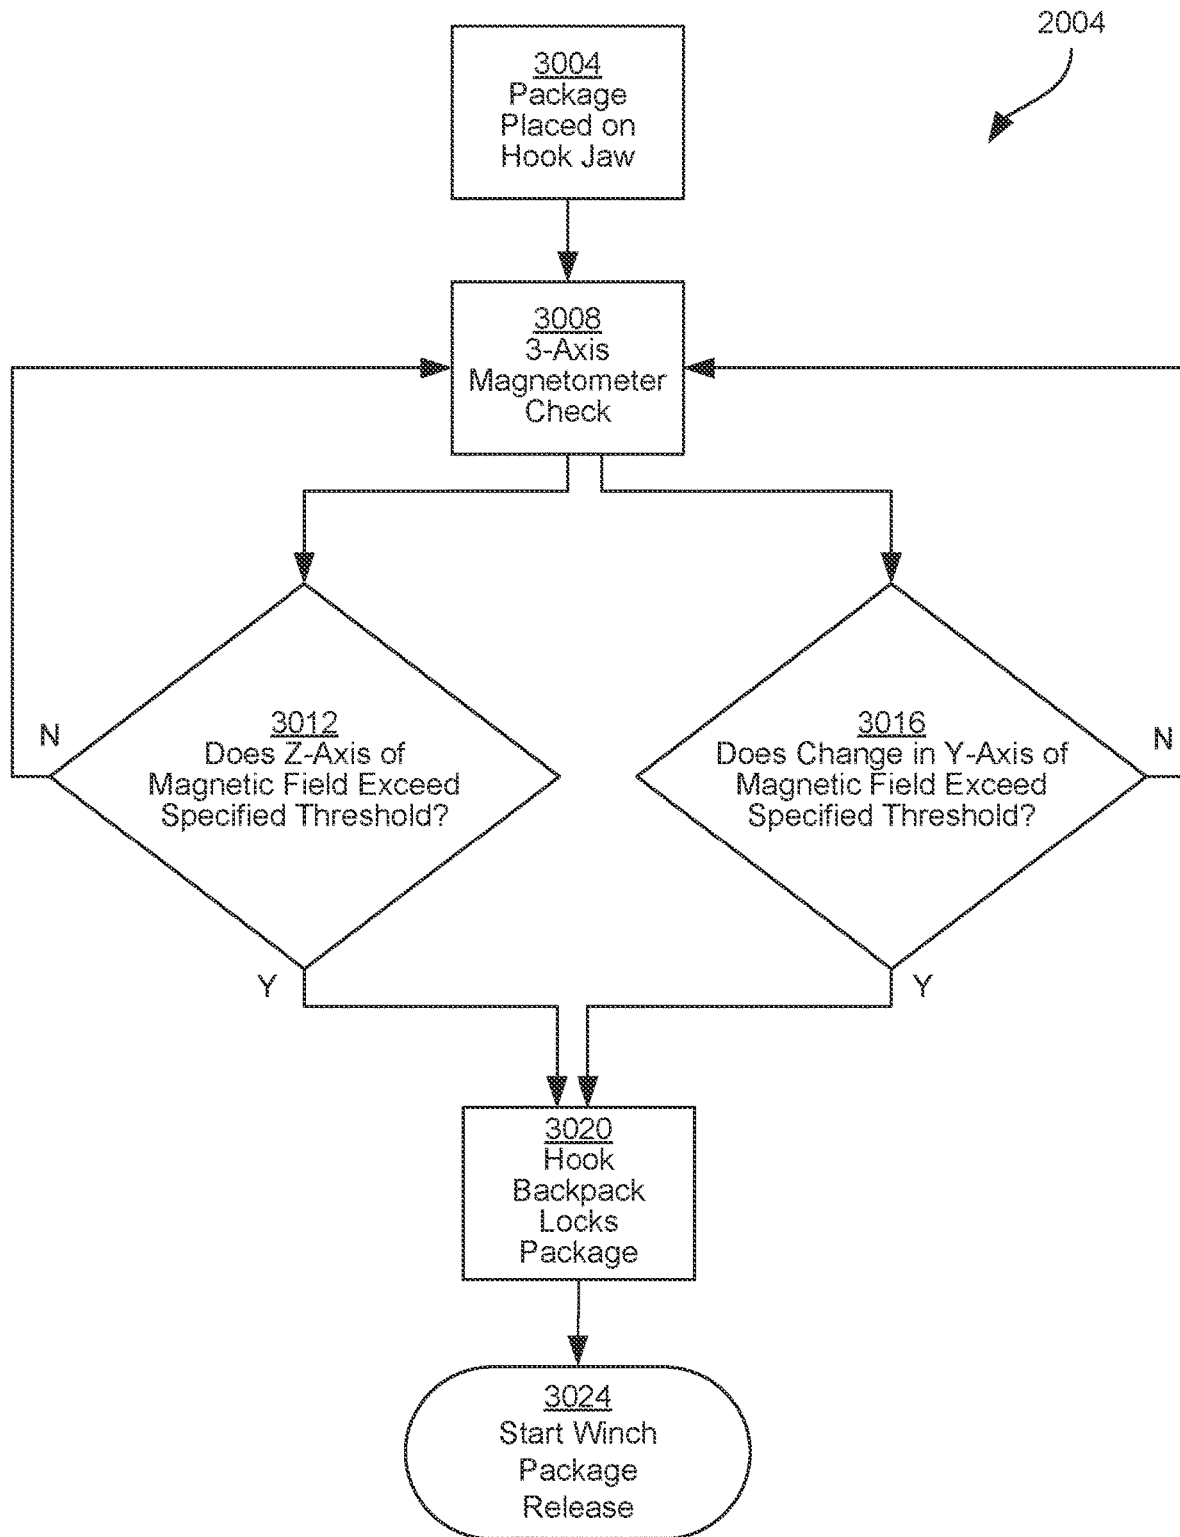 2004
3004
Package
Placed on
Hook Jaw
3008
3-Axis
Magnetometer
Check
N
3012
Does Z-Axis of
Magnetic Field Exceed
Specified Threshold?
Y
3016
Does Change in Y-Axis of
Magnetic Field Exceed
Specified Threshold?
N
Y
3020
Hook
Backpack
Locks
Package
3024
Start Winch
Package
Release